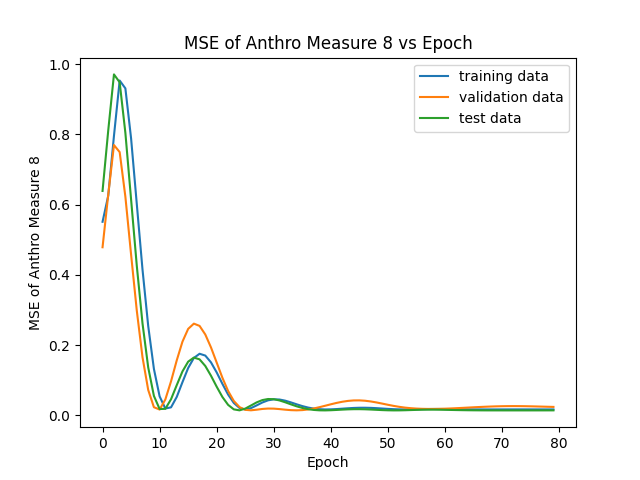 MSE of Anthro Measure 8 vs Epoch
training data
validation data
test data
MSE of Anthro Measure 8
1.0
0.8
0.6
0.4
0.2
0.0
0 10 20 30 40 50 60 70 80
Epoch